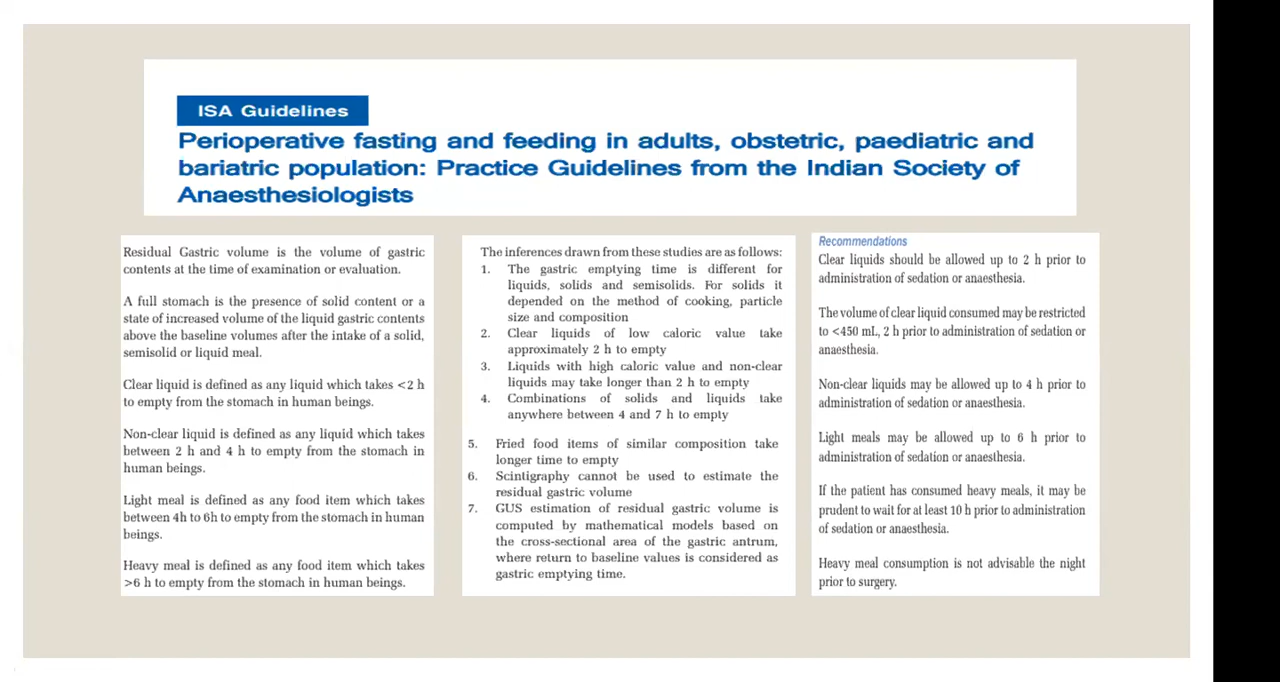 ISA Guidelines
Perioperative fasting and feeding in adults, obstetric, paediatric and
bariatric population: Practice Guidelines from the Indian Society of
Anaesthesiologists
Residual Gastric volume is the volume of gastric
contents at the time of examination or evaluation.
A full stomach is the presence of solid content or a
state of increased volume of the liquid gastric contents
above the baseline volumes after the intake of a solid,
semisolid or liquid meal.
Clear liquid is defined as any liquid which takes <2 h
to empty from the stomach in human beings.
Non-clear liquid is defined as any liquid which takes
between 2 h and 4 h to empty from the stomach in
human beings.
Light meal is defined as any food item which takes
between 4h to 6h to empty from the stomach in human
beings.
Heavy meal is defined as any food item which takes
>6 h to empty from the stomach in human beings.
The inferences drawn from these studies are as follows:
1. The gastric emptying time is different for
liquids, solids and semisolids. For solids it
depended on the method of cooking, particle
size and composition
2. Clear liquids of low caloric value take
approximately 2 h to empty
3. Liquids with high caloric value and non-clear
liquids may take longer than 2 h to empty
4. Combinations of solids and liquids take
anywhere between 4 and 7 h to empty
5. Fried food items of similar composition take
longer time to empty
6. Scintigraphy cannot be used to estimate the
residual gastric volume
7. GUS estimation of residual gastric volume is
computed by mathematical models based on
the cross-sectional area of the gastric antrum,
where return to baseline values is considered as
gastric emptying time.
Recommendations
Clear liquids should be allowed up to 2 h prior to
administration of sedation or anaesthesia.
The volume of clear liquid consumed may be restricted
to <450 mL, 2 h prior to administration of sedation or
anaesthesia.
Non-clear liquids may be allowed up to 4 h prior to
administration of sedation or anaesthesia.
Light meals may be allowed up to 6 h prior to
administration of sedation or anaesthesia.
If the patient has consumed heavy meals, it may be
prudent to wait for at least 10 h prior to administration
of sedation or anaesthesia.
Heavy meal consumption is not advisable the night
prior to surgery.